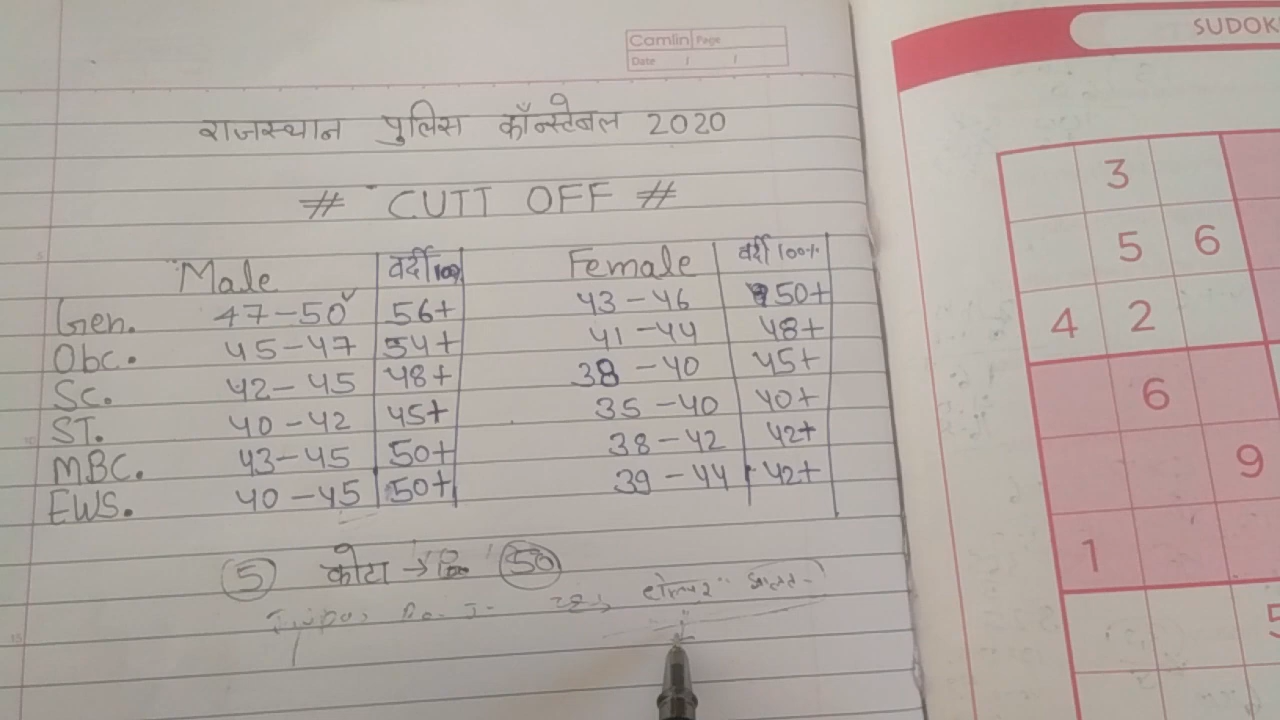 Camlin Page
Date / /
राजस्थान पुलिस कॉन्स्टेबल 2020
# CUTT OFF #
Male वर्दी 100% Female वर्दी 100%
Gen. 47-50 56+ 43-46 50+
Obc. 45-47 54+ 41-44 48+
SC. 42-45 48+ 38-40 45+
ST. 40-42 45+ 35-40 40+
MBC. 43-45 50+ 38-42 42+
EWS. 40-45 50+ 39-44 42+
5 कोटा → 50
SUDOK
3
5 6
4 2
6
9
1
5